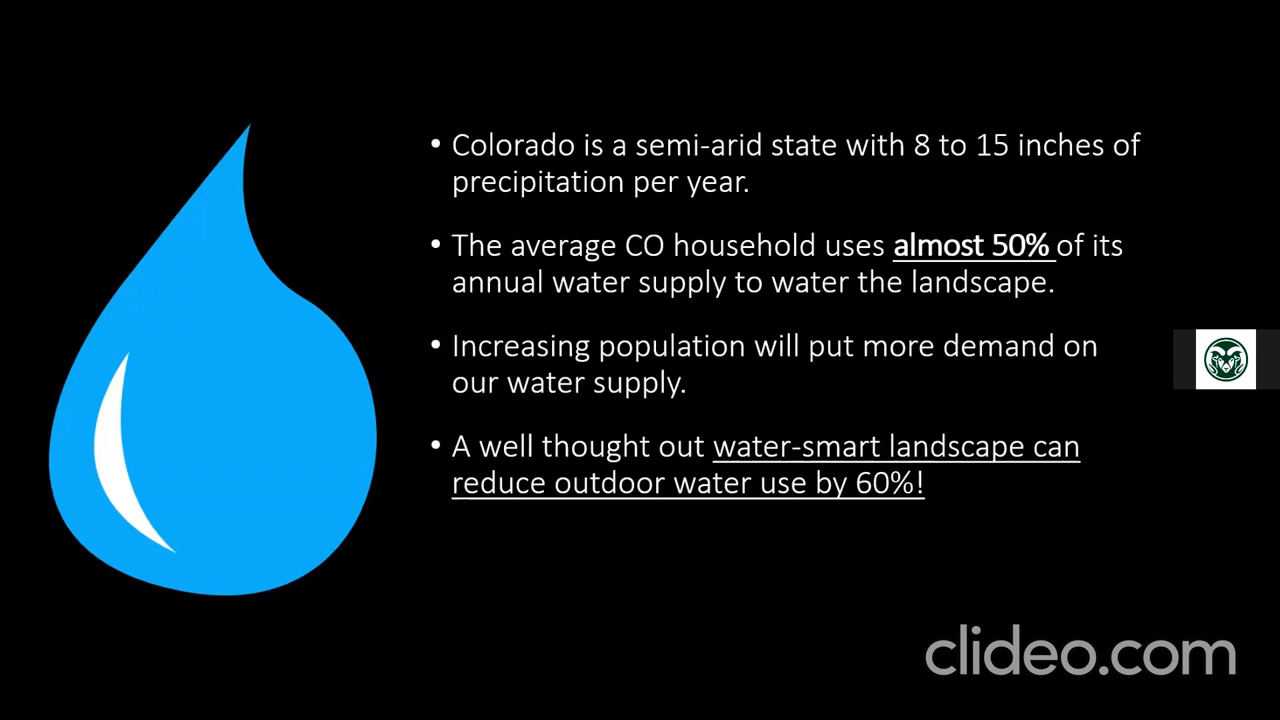 • Colorado is a semi-arid state with 8 to 15 inches of
precipitation per year.
• The average CO household uses almost 50% of its
annual water supply to water the landscape.
• Increasing population will put more demand on
our water supply.
• A well thought out water-smart landscape can
reduce outdoor water use by 60%!
clideo.com